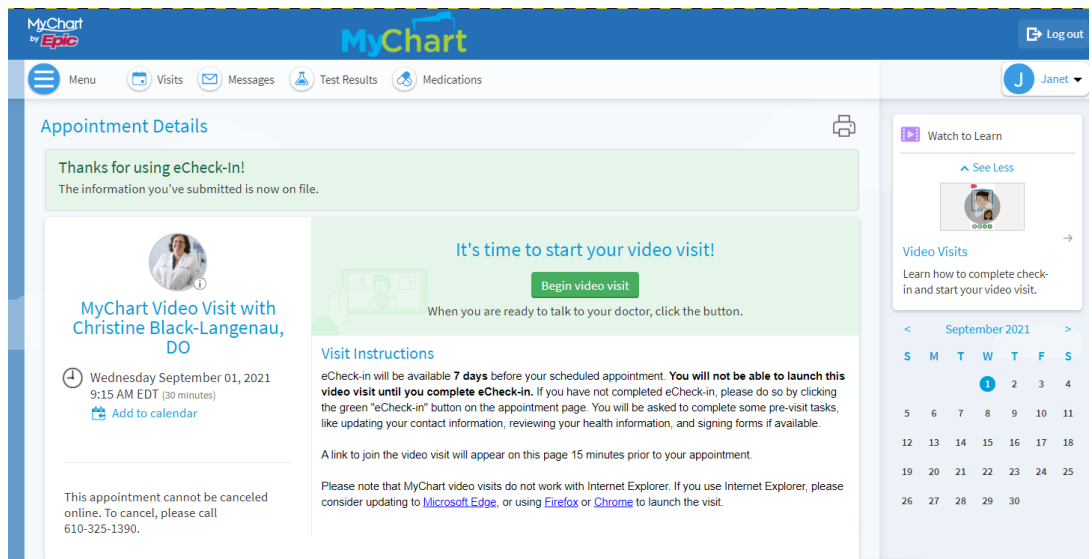 MyChart
by Epic
MyChart
Log out
Menu
Visits
Messages
Test Results
Medications
J
Janet
Appointment Details
Thanks for using eCheck-In!
The information you've submitted is now on file.
MyChart Video Visit with
Christine Black-Langenau,
DO
Wednesday September 01, 2021
9:15 AM EDT (30 minutes)
Add to calendar
This appointment cannot be canceled
online. To cancel, please call
610-325-1390.
It's time to start your video visit!
Begin video visit
When you are ready to talk to your doctor, click the button.
Visit Instructions
eCheck-in will be available 7 days before your scheduled appointment. You will not be able to launch this
video visit until you complete eCheck-in. If you have not completed eCheck-in, please do so by clicking
the green "eCheck-in" button on the appointment page. You will be asked to complete some pre-visit tasks,
like updating your contact information, reviewing your health information, and signing forms if available.
A link to join the video visit will appear on this page 15 minutes prior to your appointment.
Please note that MyChart video visits do not work with Internet Explorer. If you use Internet Explorer, please
consider updating to Microsoft Edge, or using Firefox or Chrome to launch the visit.
Watch to Learn
See Less
Video Visits
Learn how to complete check-
in and start your video visit.
< September 2021 >
S M T W T F S
1 2 3 4
5 6 7 8 9 10 11
12 13 14 15 16 17 18
19 20 21 22 23 24 25
26 27 28 29 30